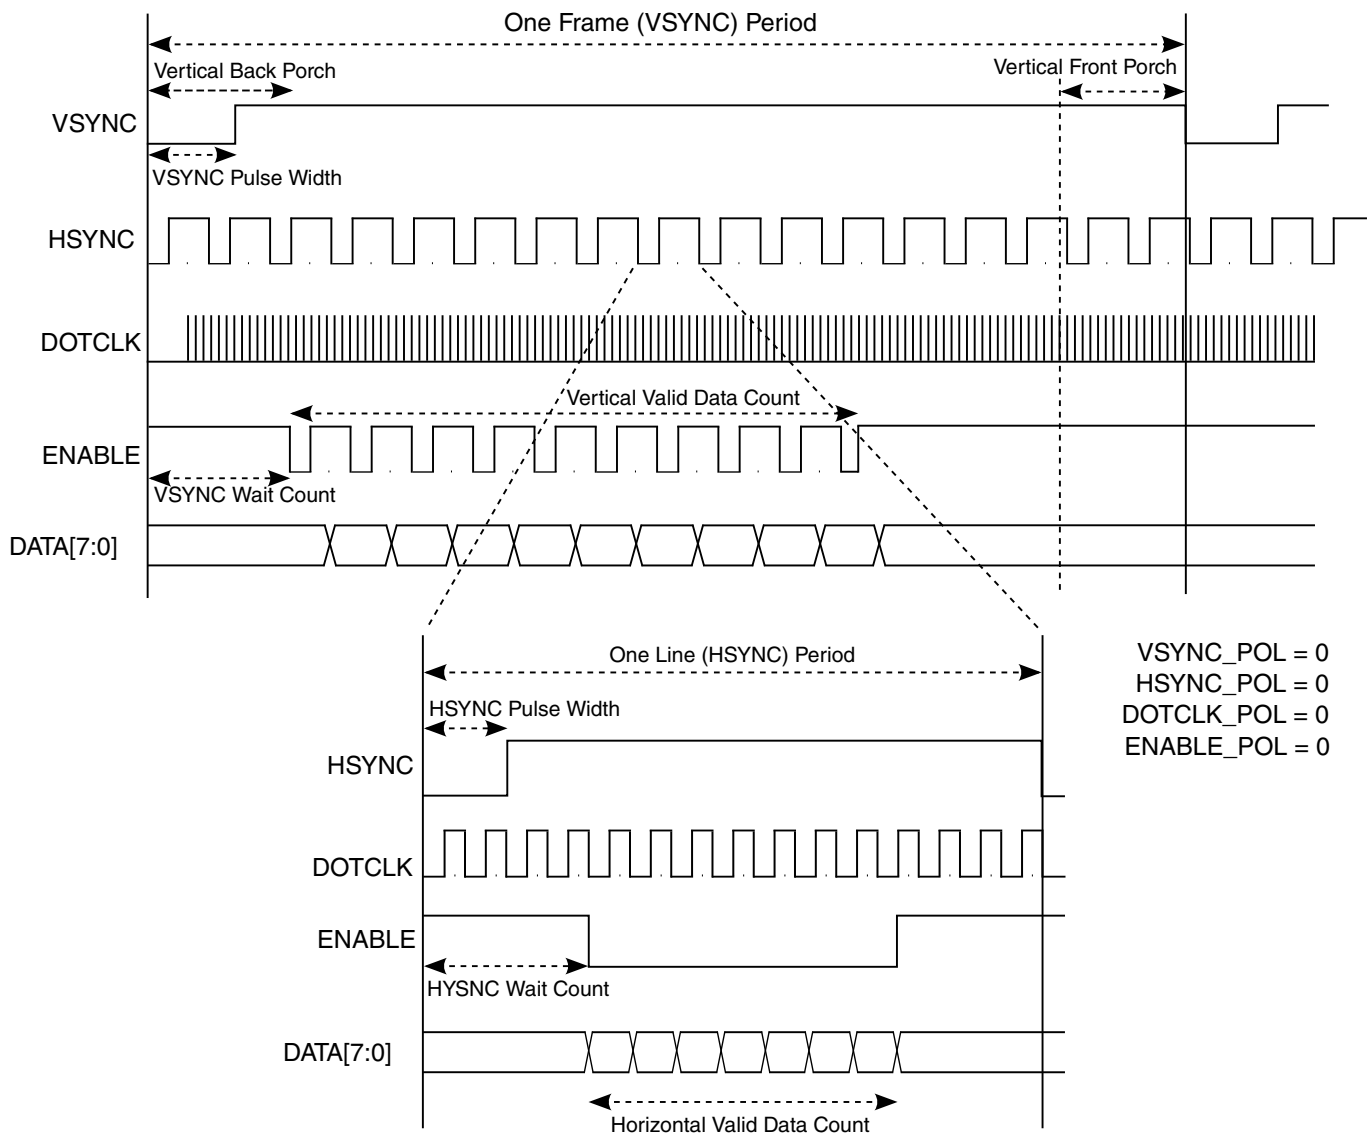 One Frame (VSYNC) Period
Vertical Back Porch
Vertical Front Porch
VSYNC
VSYNC Pulse Width
HSYNC
DOTCLK
Vertical Valid Data Count
ENABLE
VSYNC Wait Count
DATA[7:0]
One Line (HSYNC) Period
VSYNC_POL = 0
HSYNC_POL = 0
DOTCLK_POL = 0
ENABLE_POL = 0
HSYNC Pulse Width
HSYNC
DOTCLK
ENABLE
HYSNC Wait Count
DATA[7:0]
Horizontal Valid Data Count